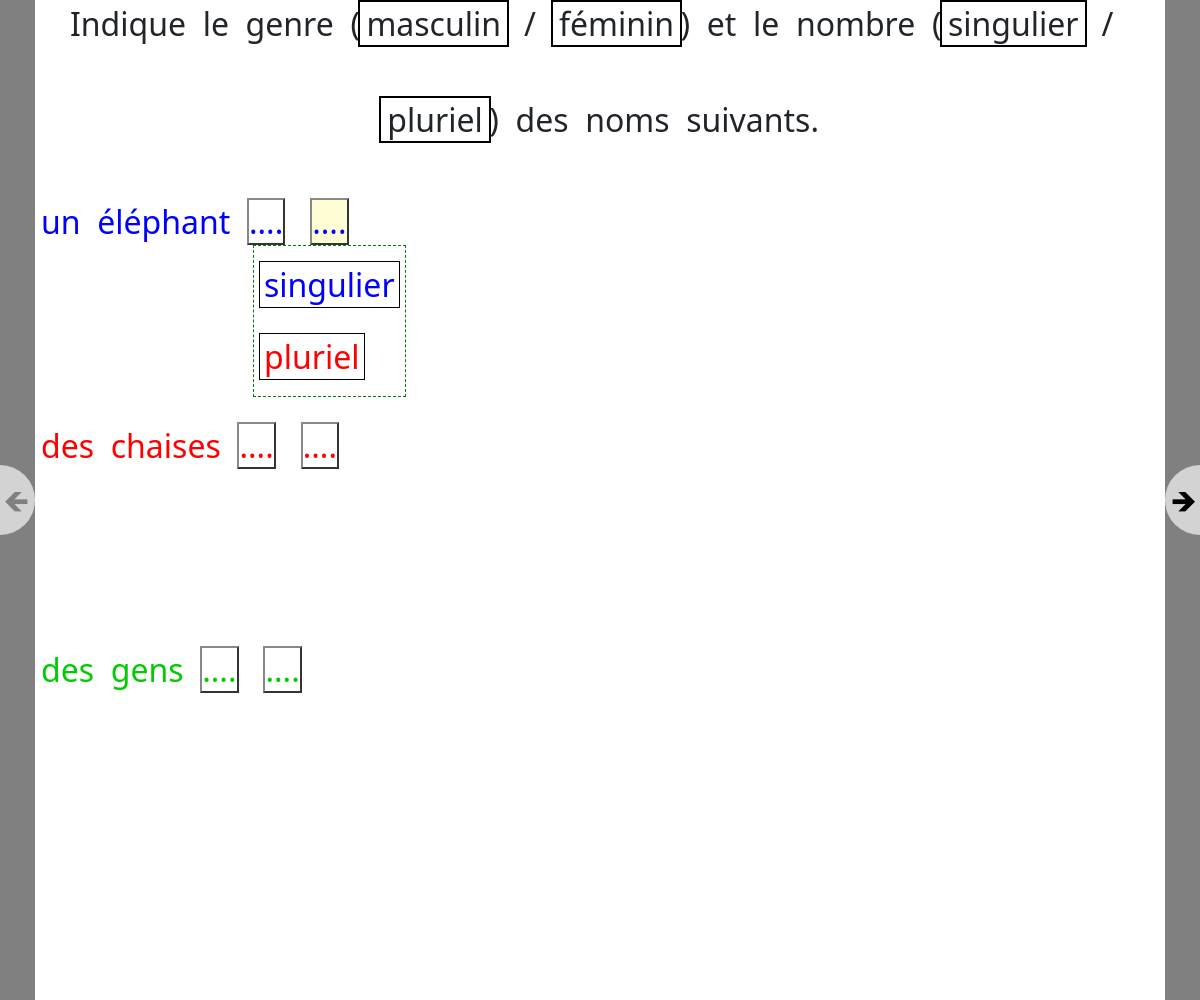 Indique le genre (masculin / féminin) et le nombre (singulier /
pluriel) des noms suivants.
un éléphant .... ....
singulier
pluriel
des chaises .... ....
des gens .... ....